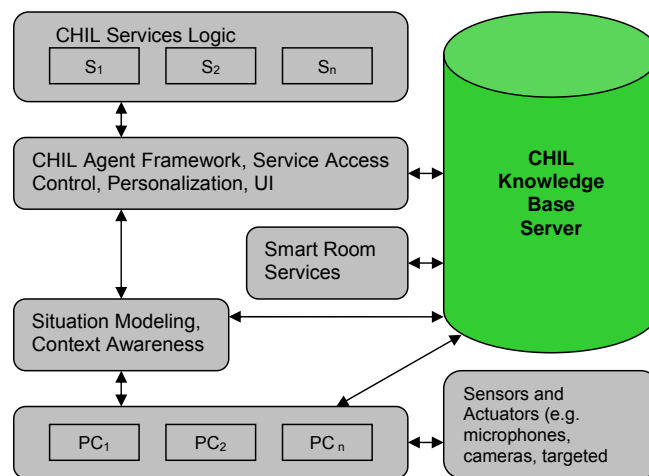 CHIL Services Logic
S1 S2 Sn
CHIL Agent Framework, Service Access
Control, Personalization, UI
CHIL
Knowledge
Base
Server
Smart Room
Services
Situation Modeling,
Context Awareness
Sensors and
Actuators (e.g.
microphones,
cameras, targeted
PC1 PC2 PC n